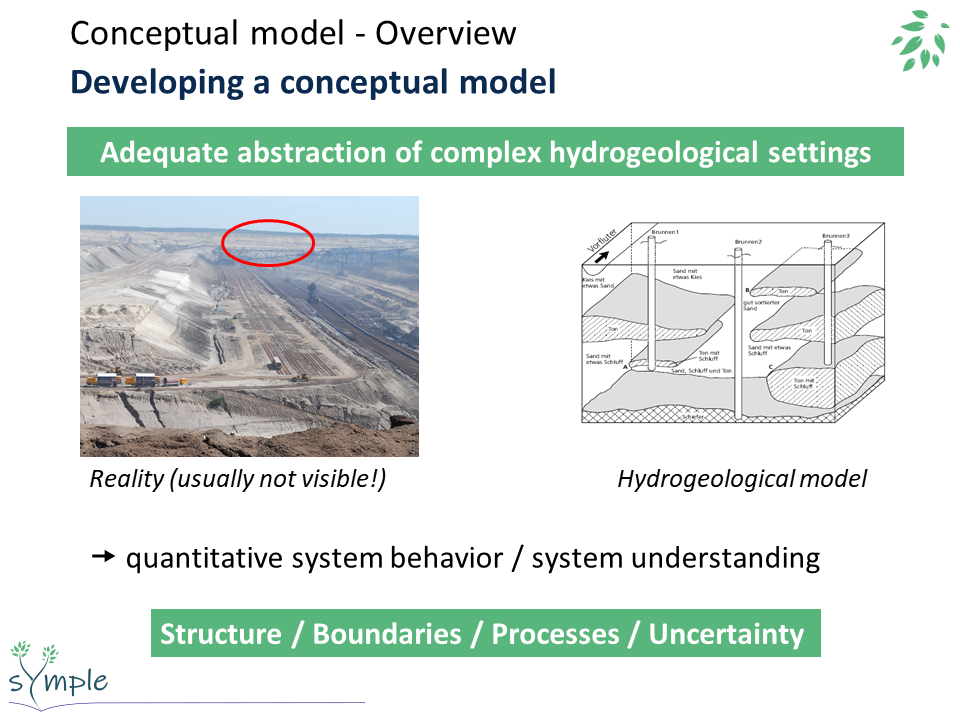 Conceptual model - Overview
Developing a conceptual model
Adequate abstraction of complex hydrogeological settings
Vorfluter
Brunnen1
Brunnen2
Brunnen3
Kies mit
etwas Sand
Sand mit
etwas Kies
B
Ton
gut sortierter
Sand
Ton
Ton
Sand mit etwas
Schluff
Sand mit
etwas Schluff
A
Ton mit
Schluff
Sand, Schluff und Ton
C
Ton mit
Schluff
Schiefer
Reality (usually not visible!)
Hydrogeological model
→ quantitative system behavior / system understanding
Structure / Boundaries / Processes / Uncertainty
symple